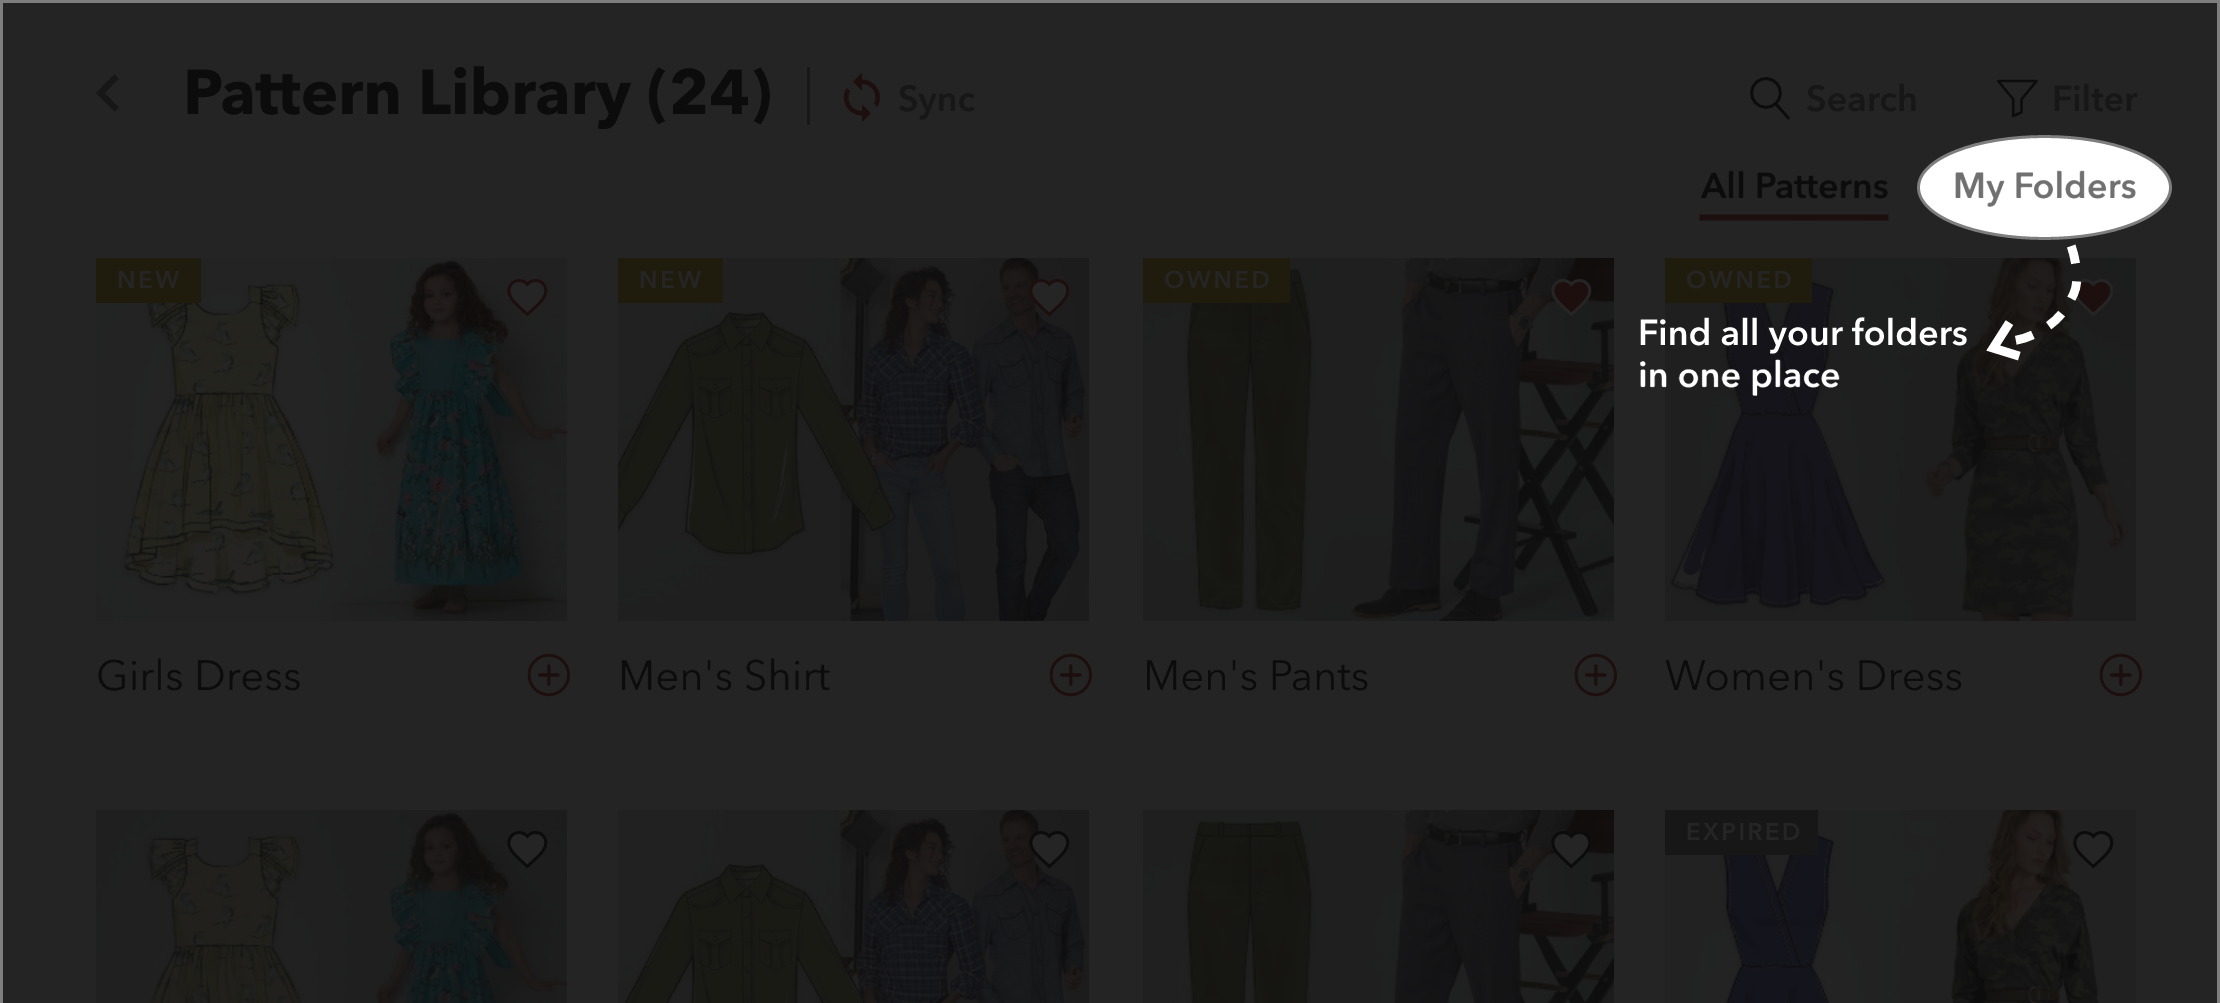 Pattern Library (24)
Sync
Search
Filter
All Patterns
My Folders
NEW
NEW
OWNED
OWNED
Find all your folders
in one place
Girls Dress
Men's Shirt
Men's Pants
Women's Dress
EXPIRED